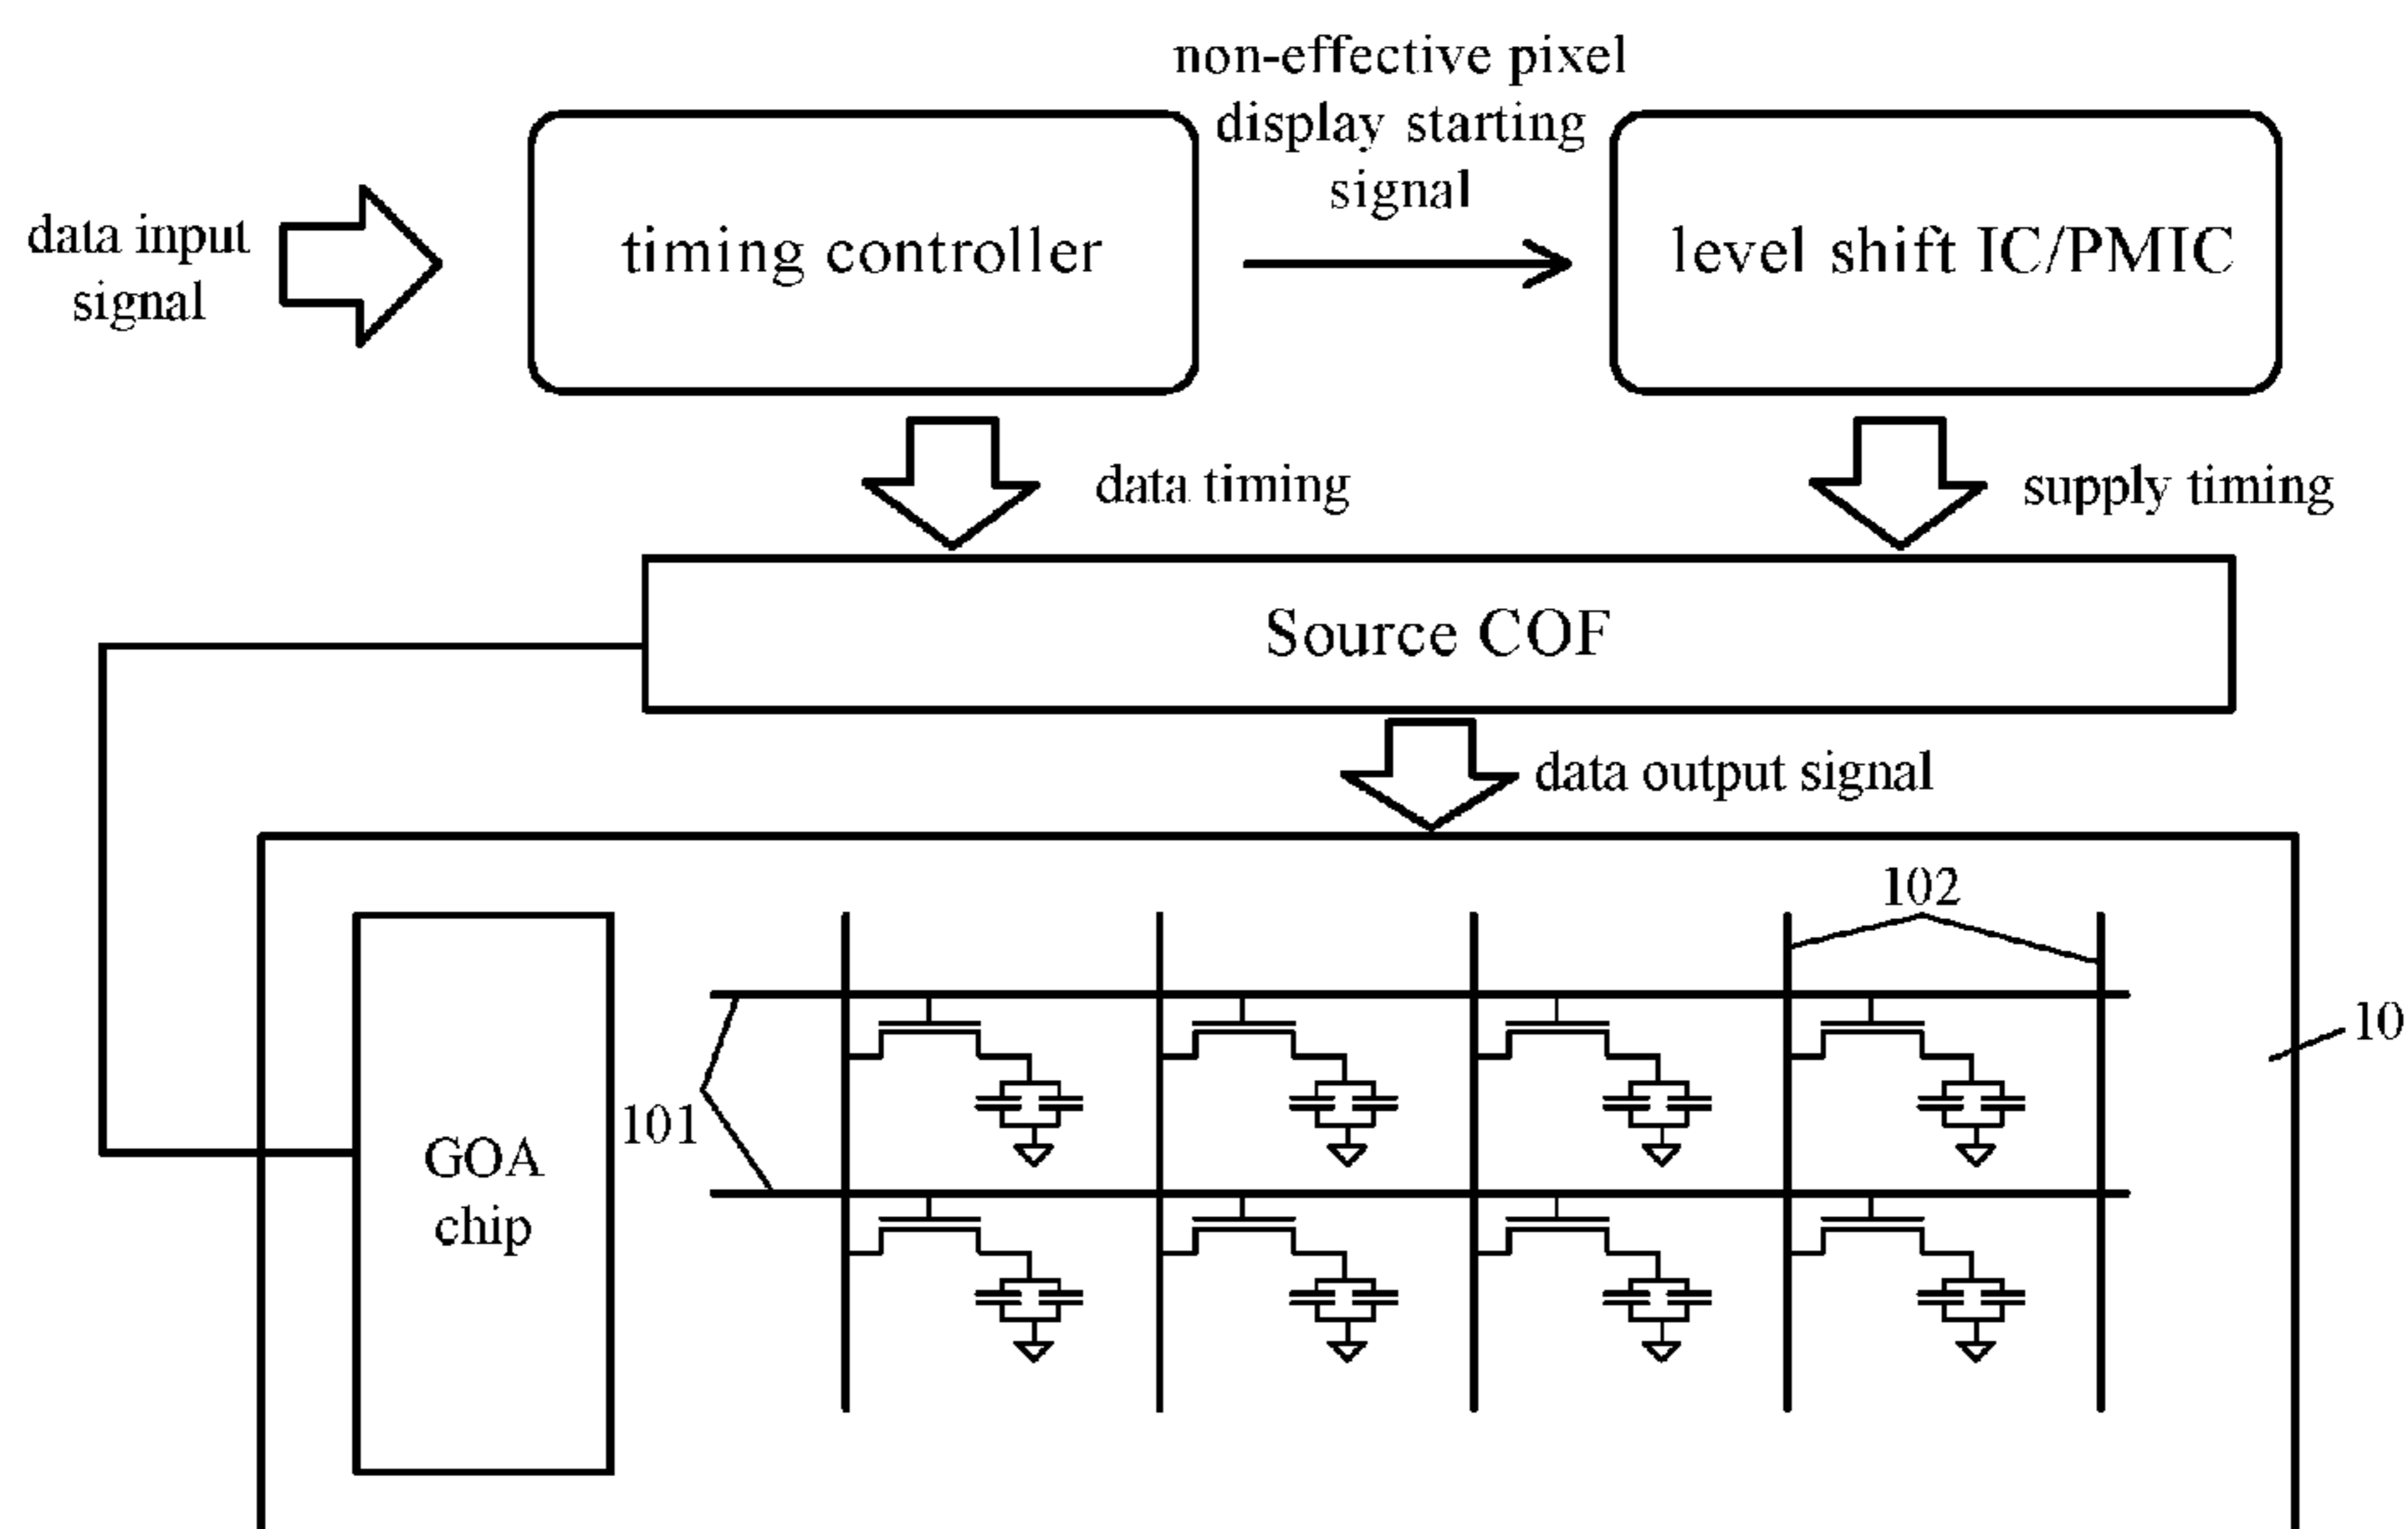 non-effective pixel
display starting
signal
data input
signal
timing controller
level shift IC/PMIC
data timing
supply timing
Source COF
data output signal
102
10
101
GOA
chip